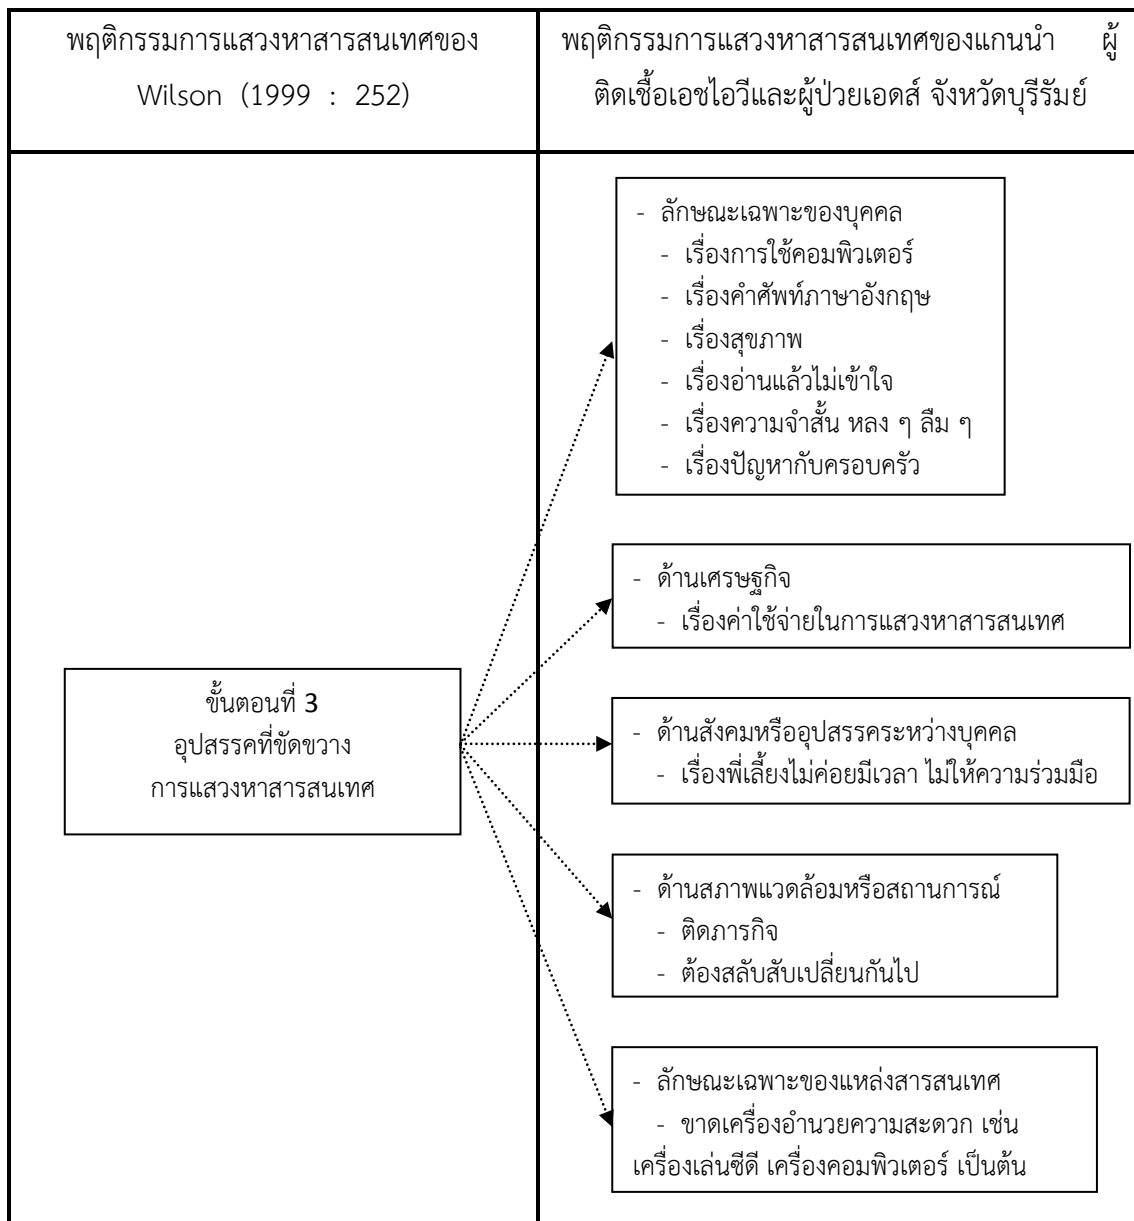 พฤติกรรมการแสวงหาสารสนเทศของ
Wilson (1999 : 252)
พฤติกรรมการแสวงหาสารสนเทศของแกนนำ ผู้
ติดเชื้อเอชไอวีและผู้ป่วยเอดส์ จังหวัดบุรีรัมย์
ขั้นตอนที่ 3
อุปสรรคที่ขัดขวาง
การแสวงหาสารสนเทศ
- ลักษณะเฉพาะของบุคคล
- เรื่องการใช้คอมพิวเตอร์
- เรื่องคำศัพท์ภาษาอังกฤษ
- เรื่องสุขภาพ
- เรื่องอ่านแล้วไม่เข้าใจ
- เรื่องความจำสั้น หลง ๆ ลืม ๆ
- เรื่องปัญหากับครอบครัว
- ด้านเศรษฐกิจ
- เรื่องค่าใช้จ่ายในการแสวงหาสารสนเทศ
- ด้านสังคมหรืออุปสรรคระหว่างบุคคล
- เรื่องพี่เลี้ยงไม่ค่อยมีเวลา ไม่ให้ความร่วมมือ
- ด้านสภาพแวดล้อมหรือสถานการณ์
- ติดภารกิจ
- ต้องสลับสับเปลี่ยนกันไป
- ลักษณะเฉพาะของแหล่งสารสนเทศ
- ขาดเครื่องอำนวยความสะดวก เช่น
เครื่องเล่นซีดี เครื่องคอมพิวเตอร์ เป็นต้น